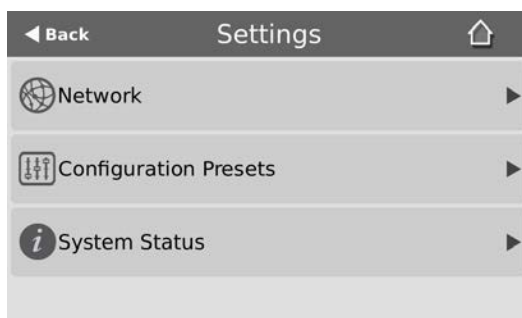 Back
Settings
Network
Configuration Presets
System Status